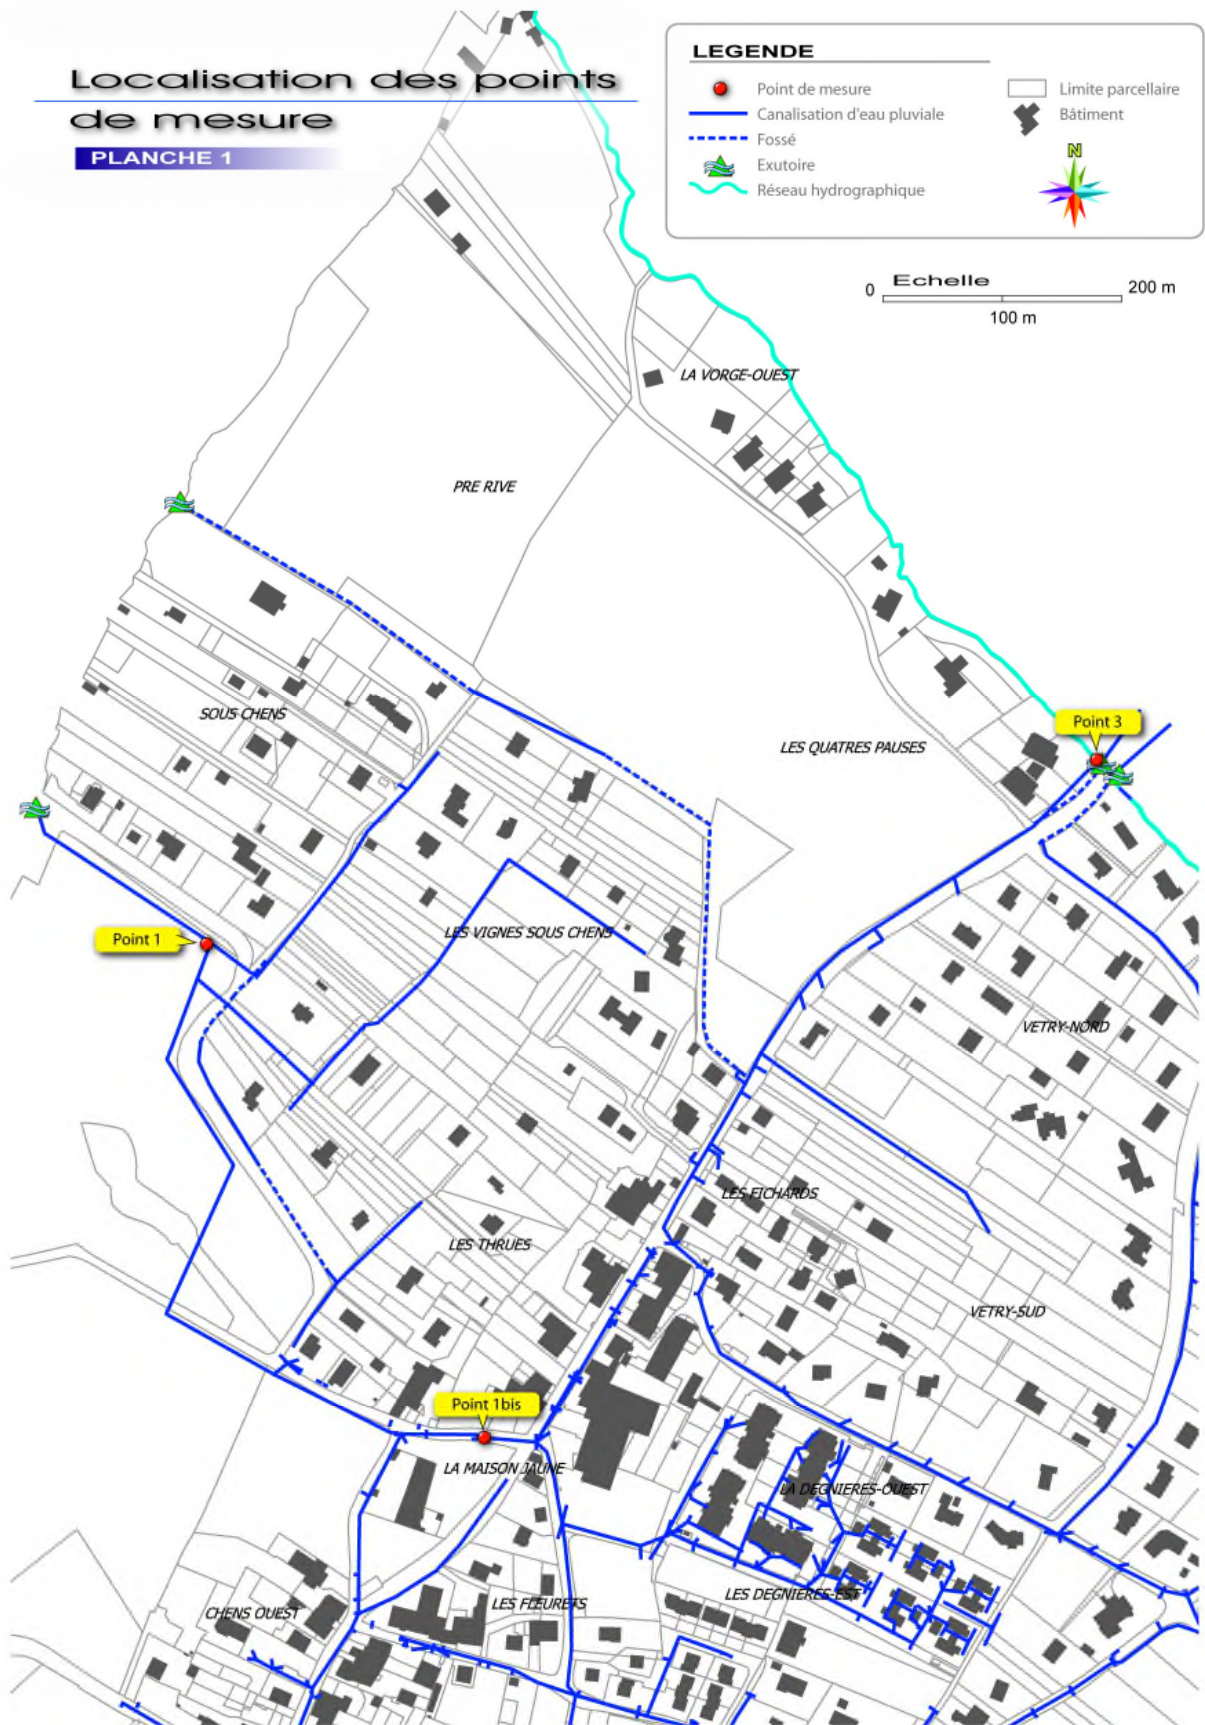 Localisation des points
de mesure
PLANCHE 1
LEGENDE
Point de mesure
Canalisation d'eau pluviale
Fossé
Exutoire
Réseau hydrographique
Limite parcellaire
Bâtiment
N
Echelle
0
200 m
100 m
LA VORGE-OUEST
PRE RIVE
SOUS CHENS
Point 3
LES QUATRES PAUSES
Point 1
LES VIGNES SOUS CHENS
VETRY-NORD
LES FICHARDS
LES THRUES
VETRY-SUD
Point 1bis
LA MAISON JAUNE
LA DEGNIERES-OUEST
LES DEGNIERES-EST
LES FLEURETS
CHENS OUEST